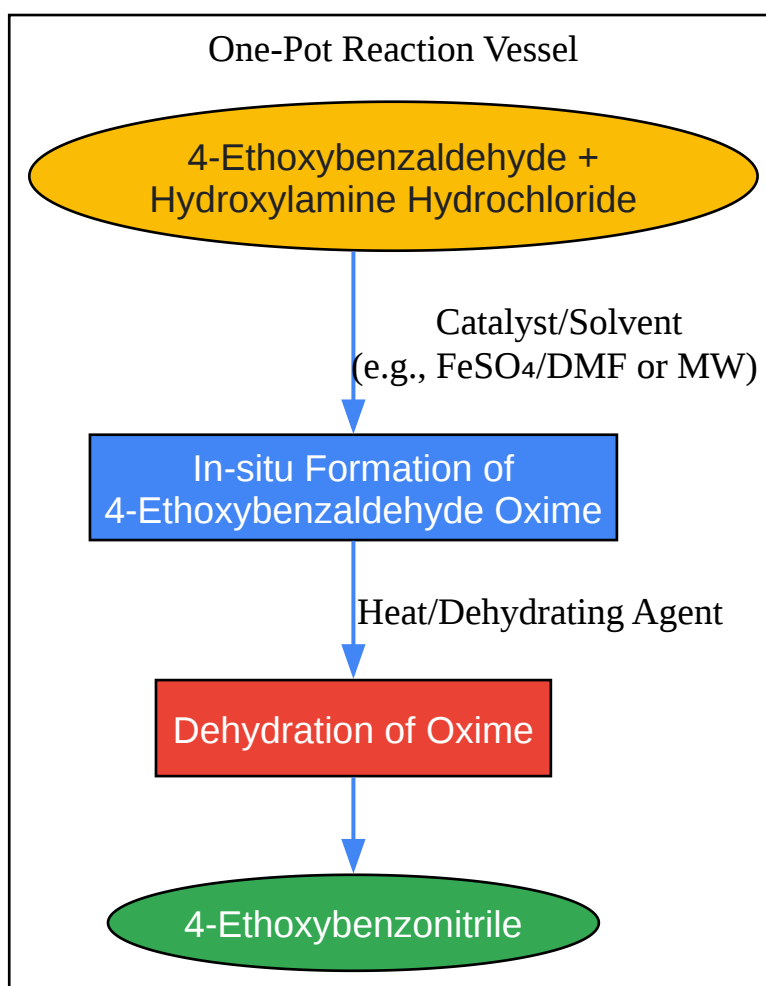 One-Pot Reaction Vessel
4-Ethoxybenzaldehyde +
Hydroxylamine Hydrochloride
Catalyst/Solvent
(e.g., FeSO₄/DMF or MW)
In-situ Formation of
4-Ethoxybenzaldehyde Oxime
Heat/Dehydrating Agent
Dehydration of Oxime
4-Ethoxybenzonitrile